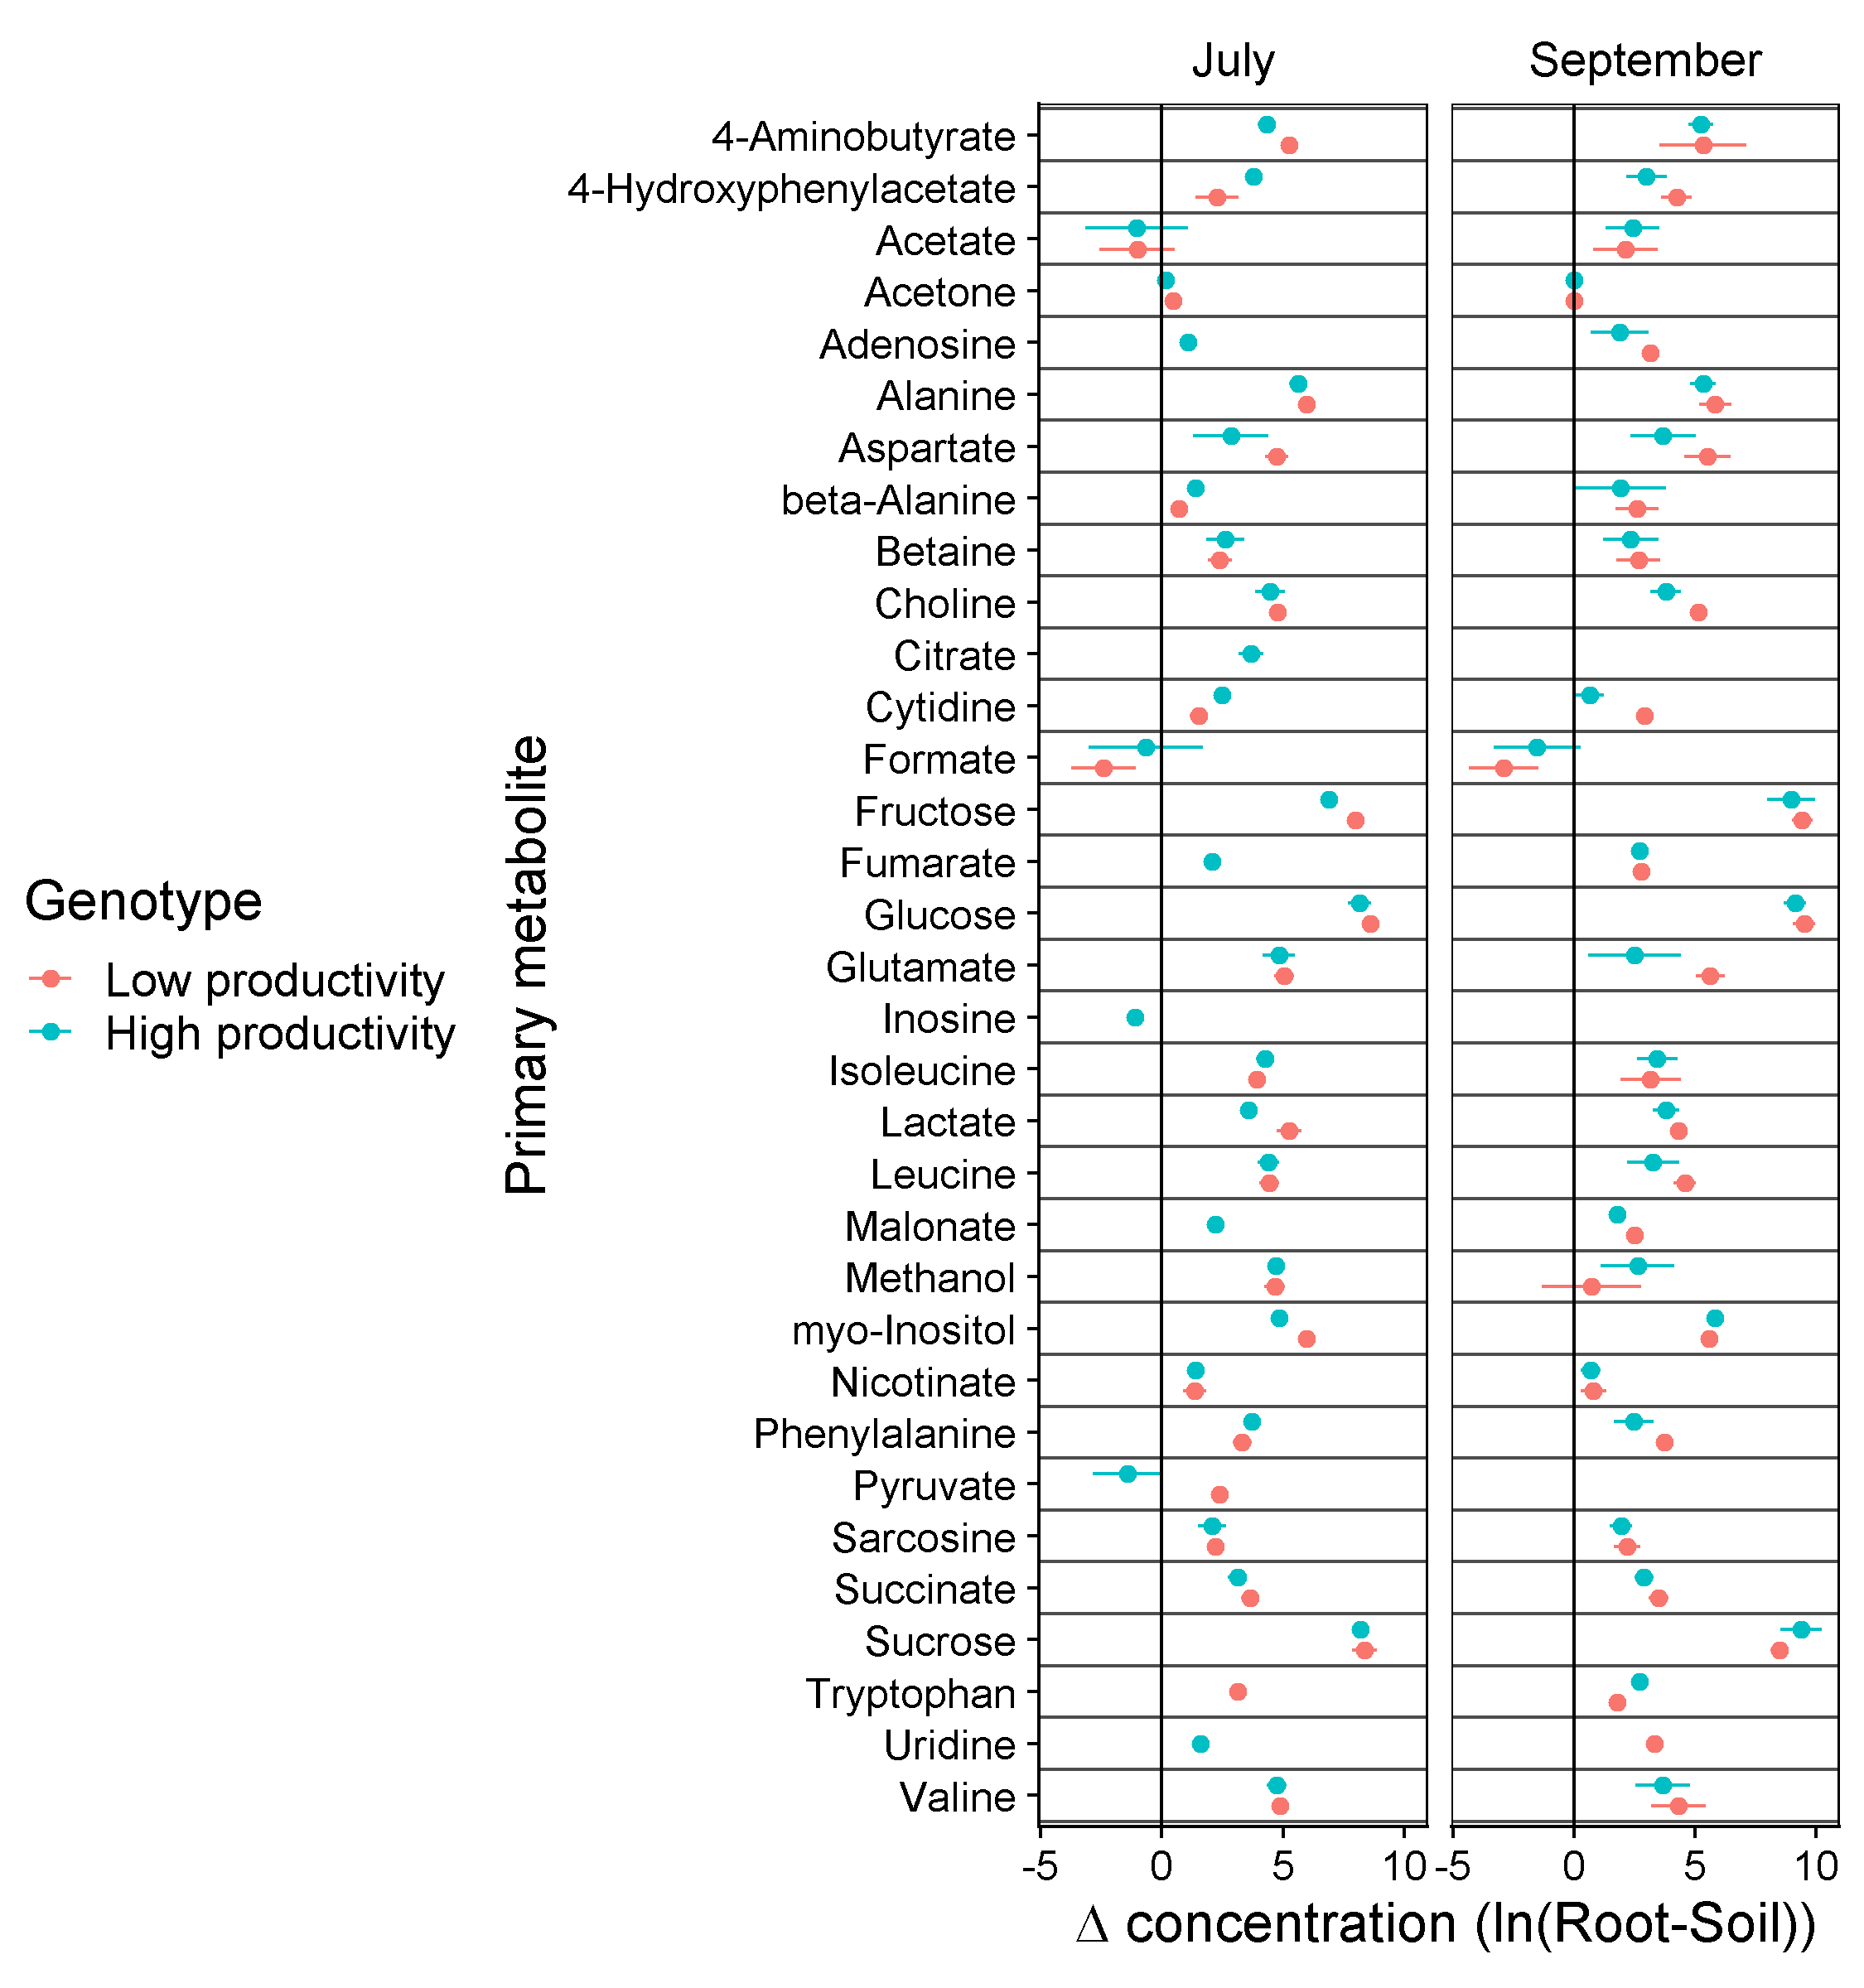 July
September
4-Aminobutyrate
4-Hydroxyphenylacetate
Acetate
Acetone
Adenosine
Alanine
Aspartate
beta-Alanine
Betaine
Choline
Citrate
Cytidine
Formate
Fructose
Fumarate
Glucose
Glutamate
Inosine
Isoleucine
Lactate
Leucine
Malonate
Methanol
myo-Inositol
Nicotinate
Phenylalanine
Pyruvate
Sarcosine
Succinate
Sucrose
Tryptophan
Uridine
Valine
Primary metabolite
Genotype
Low productivity
High productivity
-5 0 5 10 -5 0 5 10
Δ concentration (ln(Root-Soil))